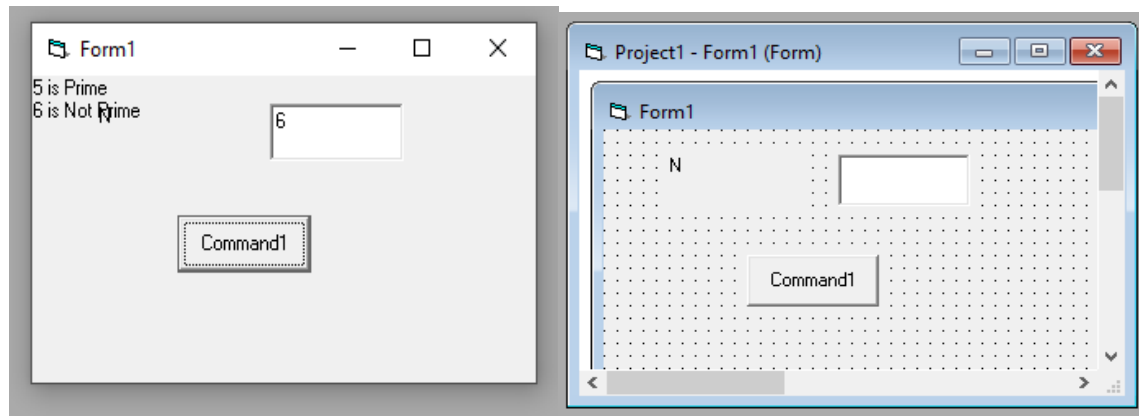 Form1
5 is Prime
6 is Not Prime
N
6
Command1
Project1 - Form1 (Form)
Form1
N
Command1